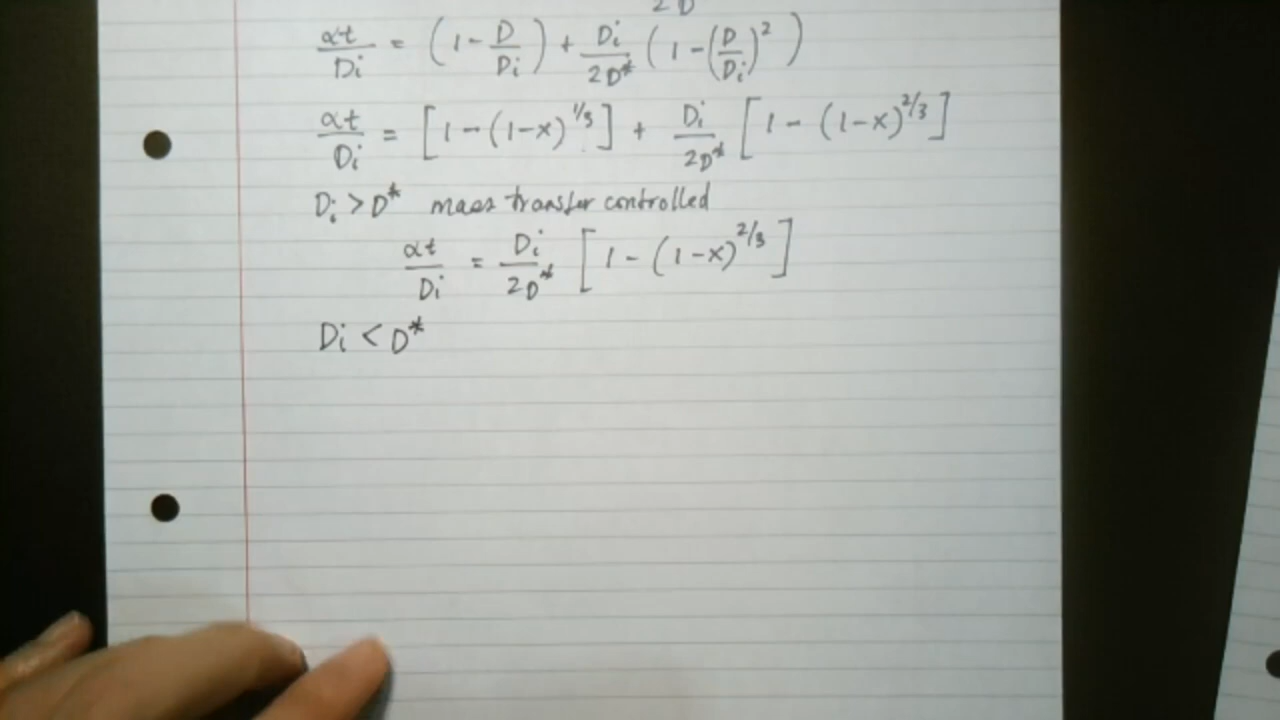 2D
αt/Di = (1 - D/Di) + Di/2D* (1 - (D/Di)²)
αt/Di = [1 - (1-x)^1/3] + Di/2D* [1 - (1-x)^2/3]
Di > D* mass transfer controlled
αt/Di = Di/2D* [1 - (1-x)^2/3]
Di < D*